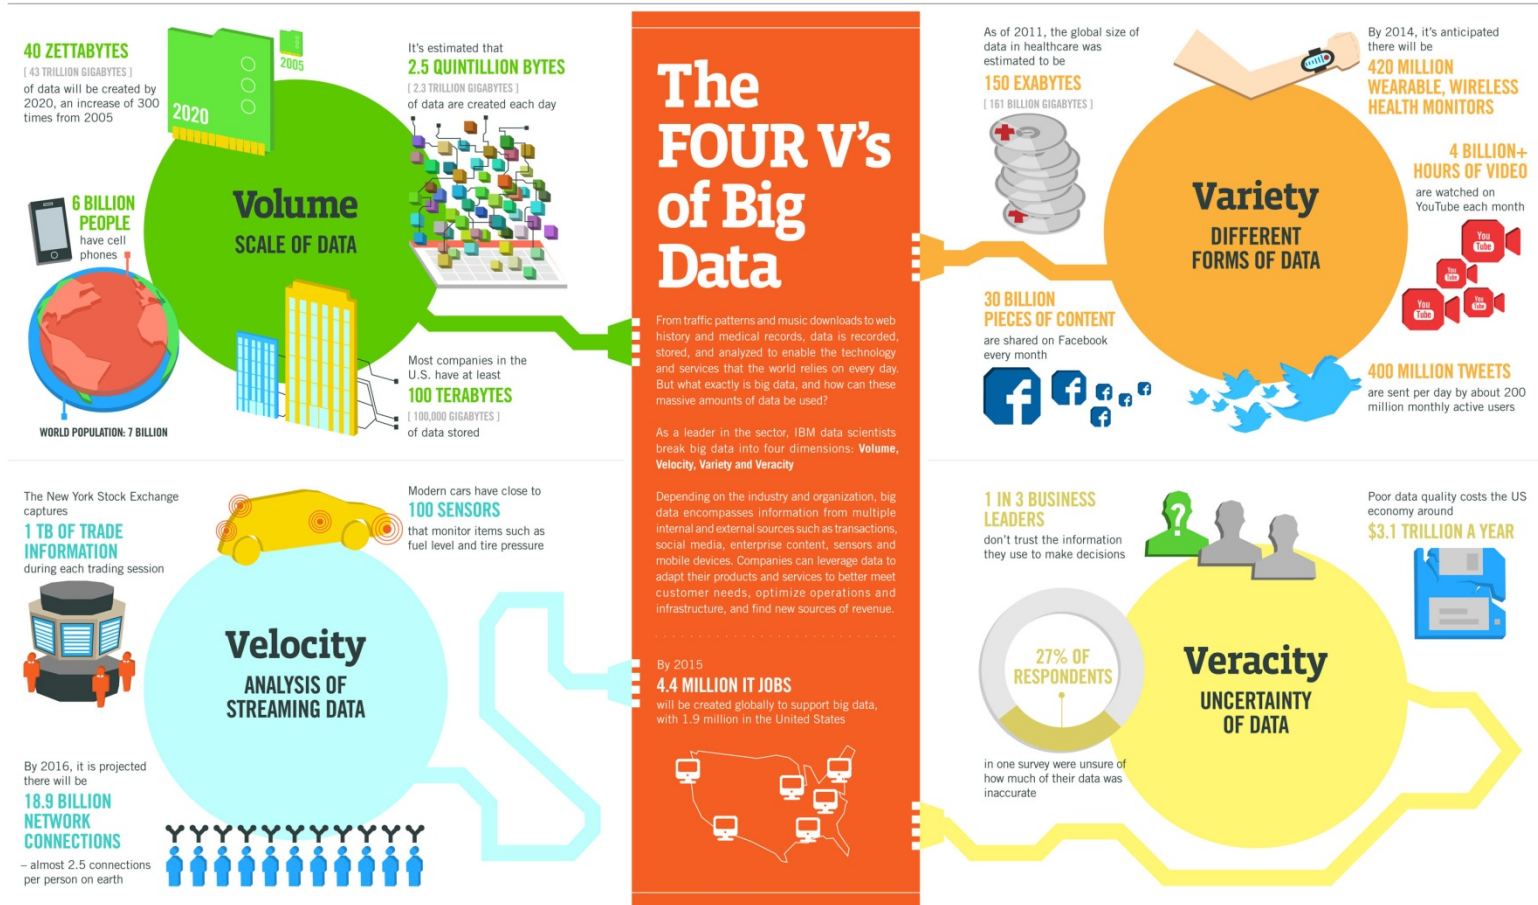 40 ZETTABYTES
[ 43 TRILLION GIGABYTES ]
of data will be created by
2020, an increase of 300
times from 2005
2005
2020
It's estimated that
2.5 QUINTILLION BYTES
[ 2.3 TRILLION GIGABYTES ]
of data are created each day
6 BILLION
PEOPLE
have cell
phones
WORLD POPULATION: 7 BILLION
Volume
SCALE OF DATA
Most companies in the
U.S. have at least
100 TERABYTES
[ 100,000 GIGABYTES ]
of data stored
The New York Stock Exchange
captures
1 TB OF TRADE
INFORMATION
during each trading session
Modern cars have close to
100 SENSORS
that monitor items such as
fuel level and tire pressure
Velocity
ANALYSIS OF
STREAMING DATA
By 2016, it is projected
there will be
18.9 BILLION
NETWORK
CONNECTIONS
– almost 2.5 connections
per person on earth
The
FOUR V's
of Big
Data
From traffic patterns and music downloads to web
history and medical records, data is recorded,
stored, and analyzed to enable the technology
and services that the world relies on every day.
But what exactly is big data, and how can these
massive amounts of data be used?
As a leader in the sector, IBM data scientists
break big data into four dimensions: Volume,
Velocity, Variety and Veracity
Depending on the industry and organization, big
data encompasses information from multiple
internal and external sources such as transactions,
social media, enterprise content, sensors and
mobile devices. Companies can leverage data to
adapt their products and services to better meet
customer needs, optimize operations and
infrastructure, and find new sources of revenue.
By 2015
4.4 MILLION IT JOBS
will be created globally to support big data,
with 1.9 million in the United States
As of 2011, the global size of
data in healthcare was
estimated to be
150 EXABYTES
[ 161 BILLION GIGABYTES ]
By 2014, it's anticipated
there will be
420 MILLION
WEARABLE, WIRELESS
HEALTH MONITORS
4 BILLION+
HOURS OF VIDEO
are watched on
YouTube each month
You
Tube
You
Tube
You
Tube
You
Tube
Variety
DIFFERENT
FORMS OF DATA
30 BILLION
PIECES OF CONTENT
are shared on Facebook
every month
f
f
f
f
f
f
400 MILLION TWEETS
are sent per day by about 200
million monthly active users
1 IN 3 BUSINESS
LEADERS
don't trust the information
they use to make decisions
?
Poor data quality costs the US
economy around
$3.1 TRILLION A YEAR
27% OF
RESPONDENTS
in one survey were unsure of
how much of their data was
inaccurate
Veracity
UNCERTAINTY
OF DATA